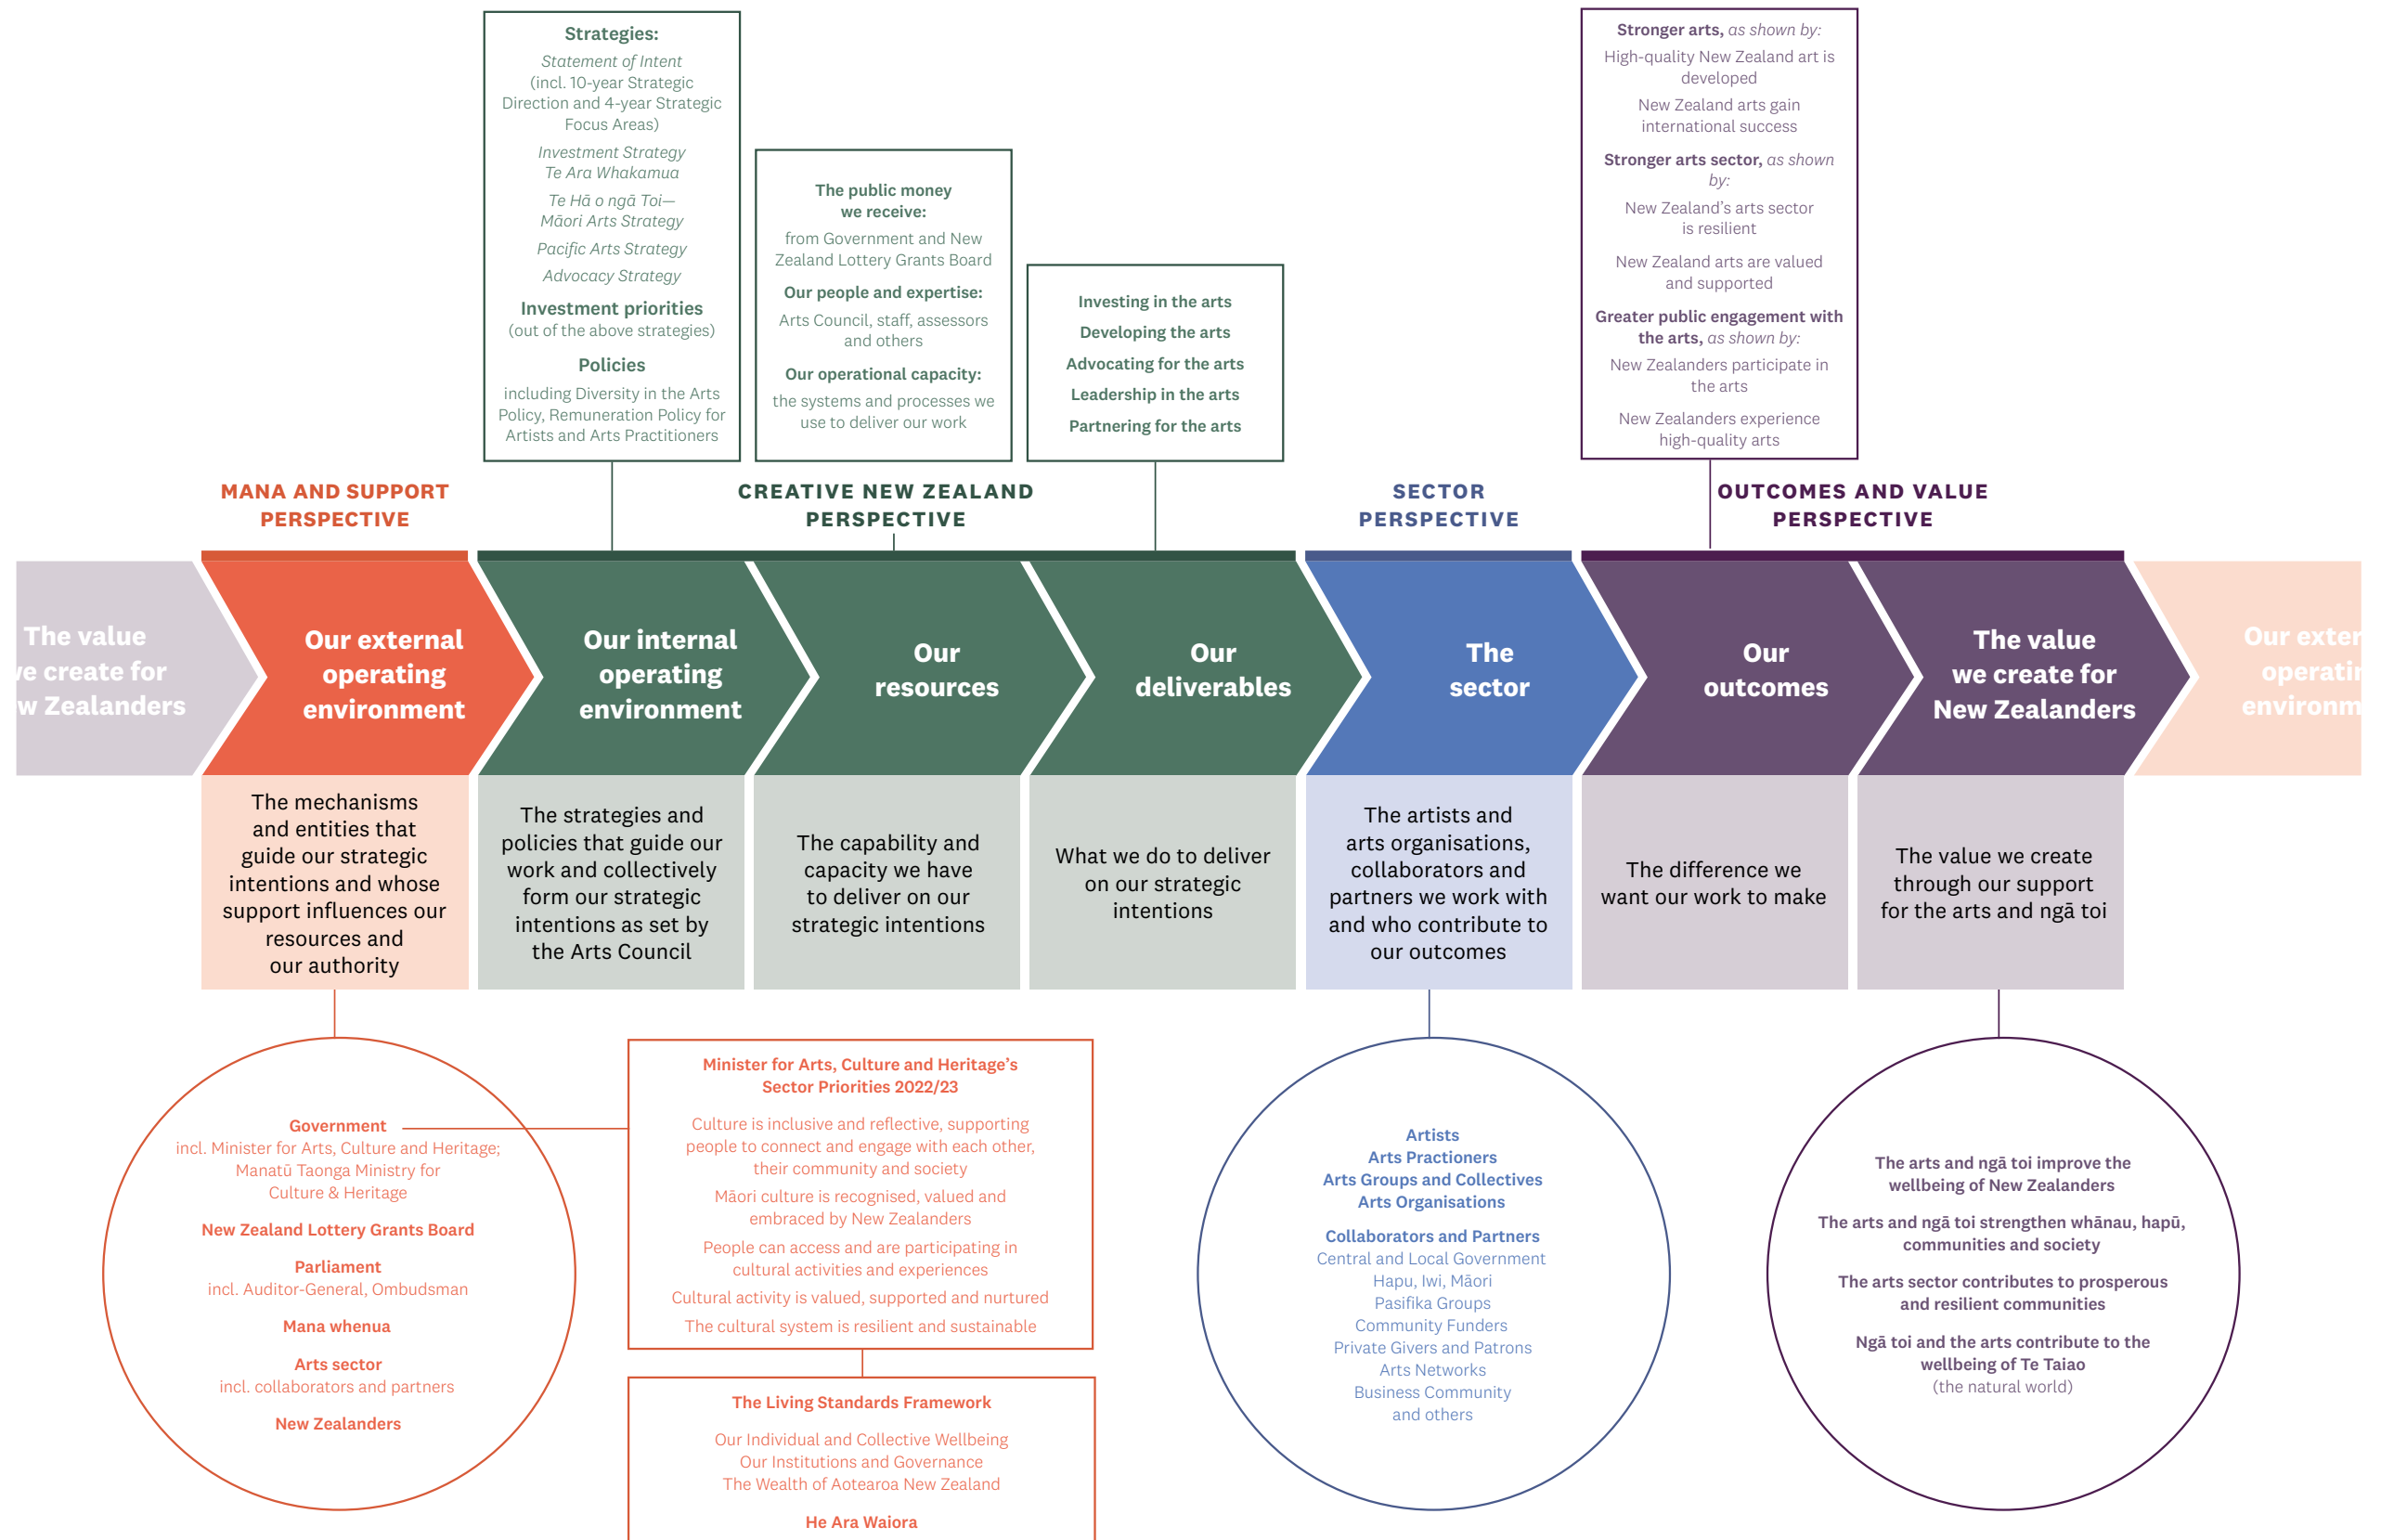 Strategies:
Statement of Intent
(incl. 10-year Strategic
Direction and 4-year Strategic
Focus Areas)
Investment Strategy
Te Ara Whakamua
Te Hā o ngā Toi—
Māori Arts Strategy
Pacific Arts Strategy
Advocacy Strategy
Investment priorities
(out of the above strategies)
Policies
including Diversity in the Arts
Policy, Remuneration Policy for
Artists and Arts Practitioners
The public money
we receive:
from Government and New
Zealand Lottery Grants Board
Our people and expertise:
Arts Council, staff, assessors
and others
Our operational capacity:
the systems and processes we
use to deliver our work
Investing in the arts
Developing the arts
Advocating for the arts
Leadership in the arts
Partnering for the arts
Stronger arts, as shown by:
High-quality New Zealand art is
developed
New Zealand arts gain
international success
Stronger arts sector, as shown
by:
New Zealand’s arts sector
is resilient
New Zealand arts are valued
and supported
Greater public engagement with
the arts, as shown by:
New Zealanders participate in
the arts
New Zealanders experience
high-quality arts
MANA AND SUPPORT
PERSPECTIVE
CREATIVE NEW ZEALAND
PERSPECTIVE
SECTOR
PERSPECTIVE
OUTCOMES AND VALUE
PERSPECTIVE
The value
we create for
w Zealanders
Our external
operating
environment
Our internal
operating
environment
Our
resources
Our
deliverables
The
sector
Our
outcomes
The value
we create for
New Zealanders
Our exter
operatin
environm
The mechanisms
and entities that
guide our strategic
intentions and whose
support influences our
resources and
our authority
The strategies and
policies that guide our
work and collectively
form our strategic
intentions as set by
the Arts Council
The capability and
capacity we have
to deliver on our
strategic intentions
What we do to deliver
on our strategic
intentions
The artists and
arts organisations,
collaborators and
partners we work with
and who contribute to
our outcomes
The difference we
want our work to make
The value we create
through our support
for the arts and ngā toi
Government
incl. Minister for Arts, Culture and Heritage;
Manatū Taonga Ministry for
Culture & Heritage
New Zealand Lottery Grants Board
Parliament
incl. Auditor-General, Ombudsman
Mana whenua
Arts sector
incl. collaborators and partners
New Zealanders
Minister for Arts, Culture and Heritage’s
Sector Priorities 2022/23
Culture is inclusive and reflective, supporting
people to connect and engage with each other,
their community and society
Māori culture is recognised, valued and
embraced by New Zealanders
People can access and are participating in
cultural activities and experiences
Cultural activity is valued, supported and nurtured
The cultural system is resilient and sustainable
The Living Standards Framework
Our Individual and Collective Wellbeing
Our Institutions and Governance
The Wealth of Aotearoa New Zealand
He Ara Waiora
Artists
Arts Practioners
Arts Groups and Collectives
Arts Organisations
Collaborators and Partners
Central and Local Government
Hapu, Iwi, Māori
Pasifika Groups
Community Funders
Private Givers and Patrons
Arts Networks
Business Community
and others
The arts and ngā toi improve the
wellbeing of New Zealanders
The arts and ngā toi strengthen whānau, hapū,
communities and society
The arts sector contributes to prosperous
and resilient communities
Ngā toi and the arts contribute to the
wellbeing of Te Taiao
(the natural world)